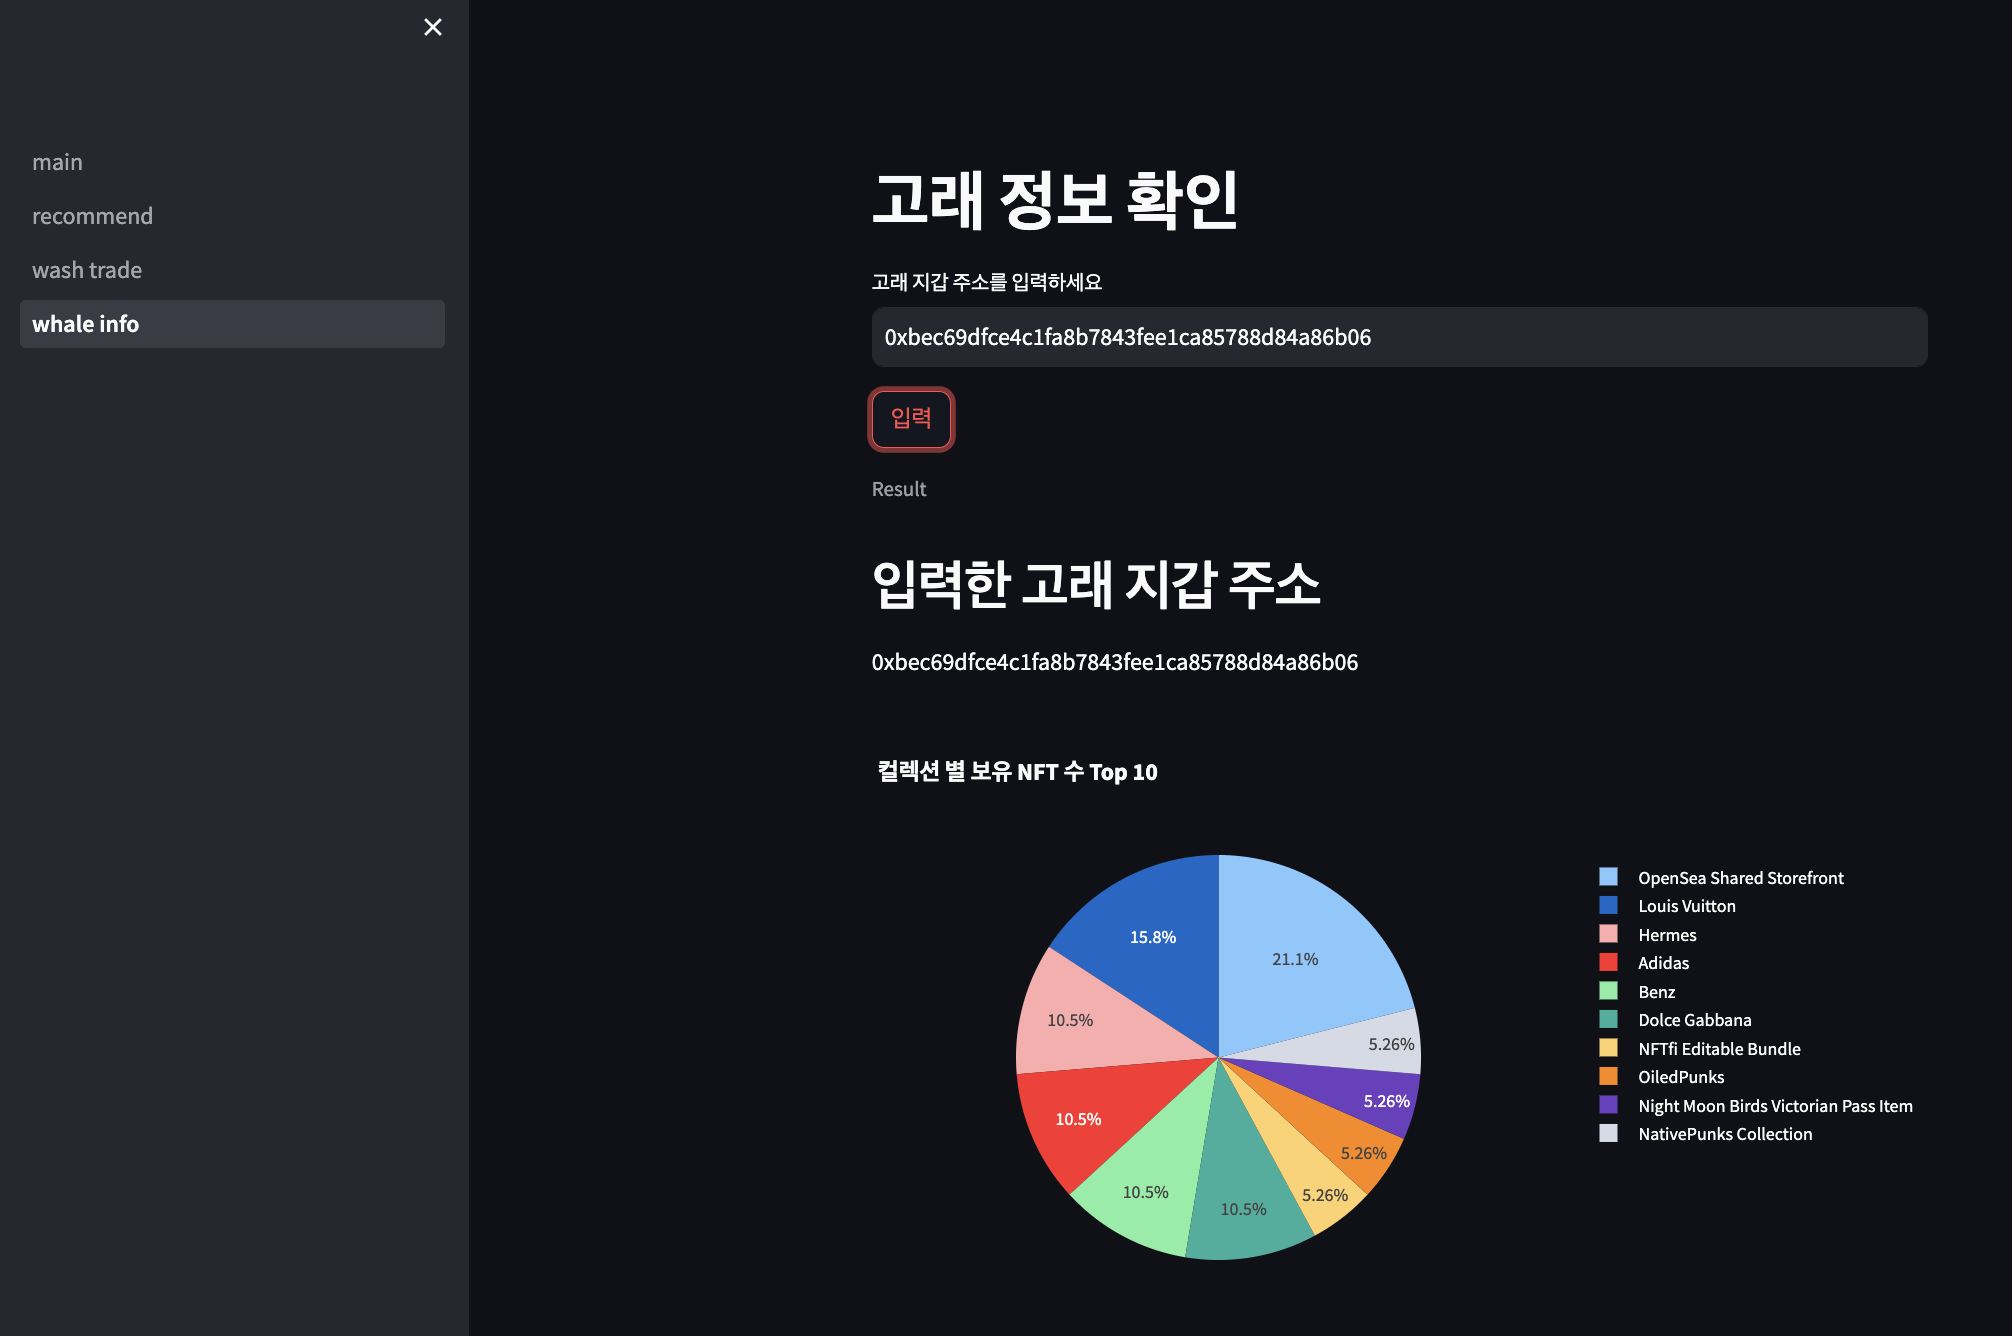 main
recommend
wash trade
whale info
고래 정보 확인
고래 지갑 주소를 입력하세요
0xbec69dfce4c1fa8b7843fee1ca85788d84a86b06
입력
Result
입력한 고래 지갑 주소
0xbec69dfce4c1fa8b7843fee1ca85788d84a86b06
컬렉션 별 보유 NFT 수 Top 10
15.8%
21.1%
10.5%
5.26%
10.5%
5.26%
10.5%
5.26%
10.5%
5.26%
OpenSea Shared Storefront
Louis Vuitton
Hermes
Adidas
Benz
Dolce Gabbana
NFTfi Editable Bundle
OiledPunks
Night Moon Birds Victorian Pass Item
NativePunks Collection